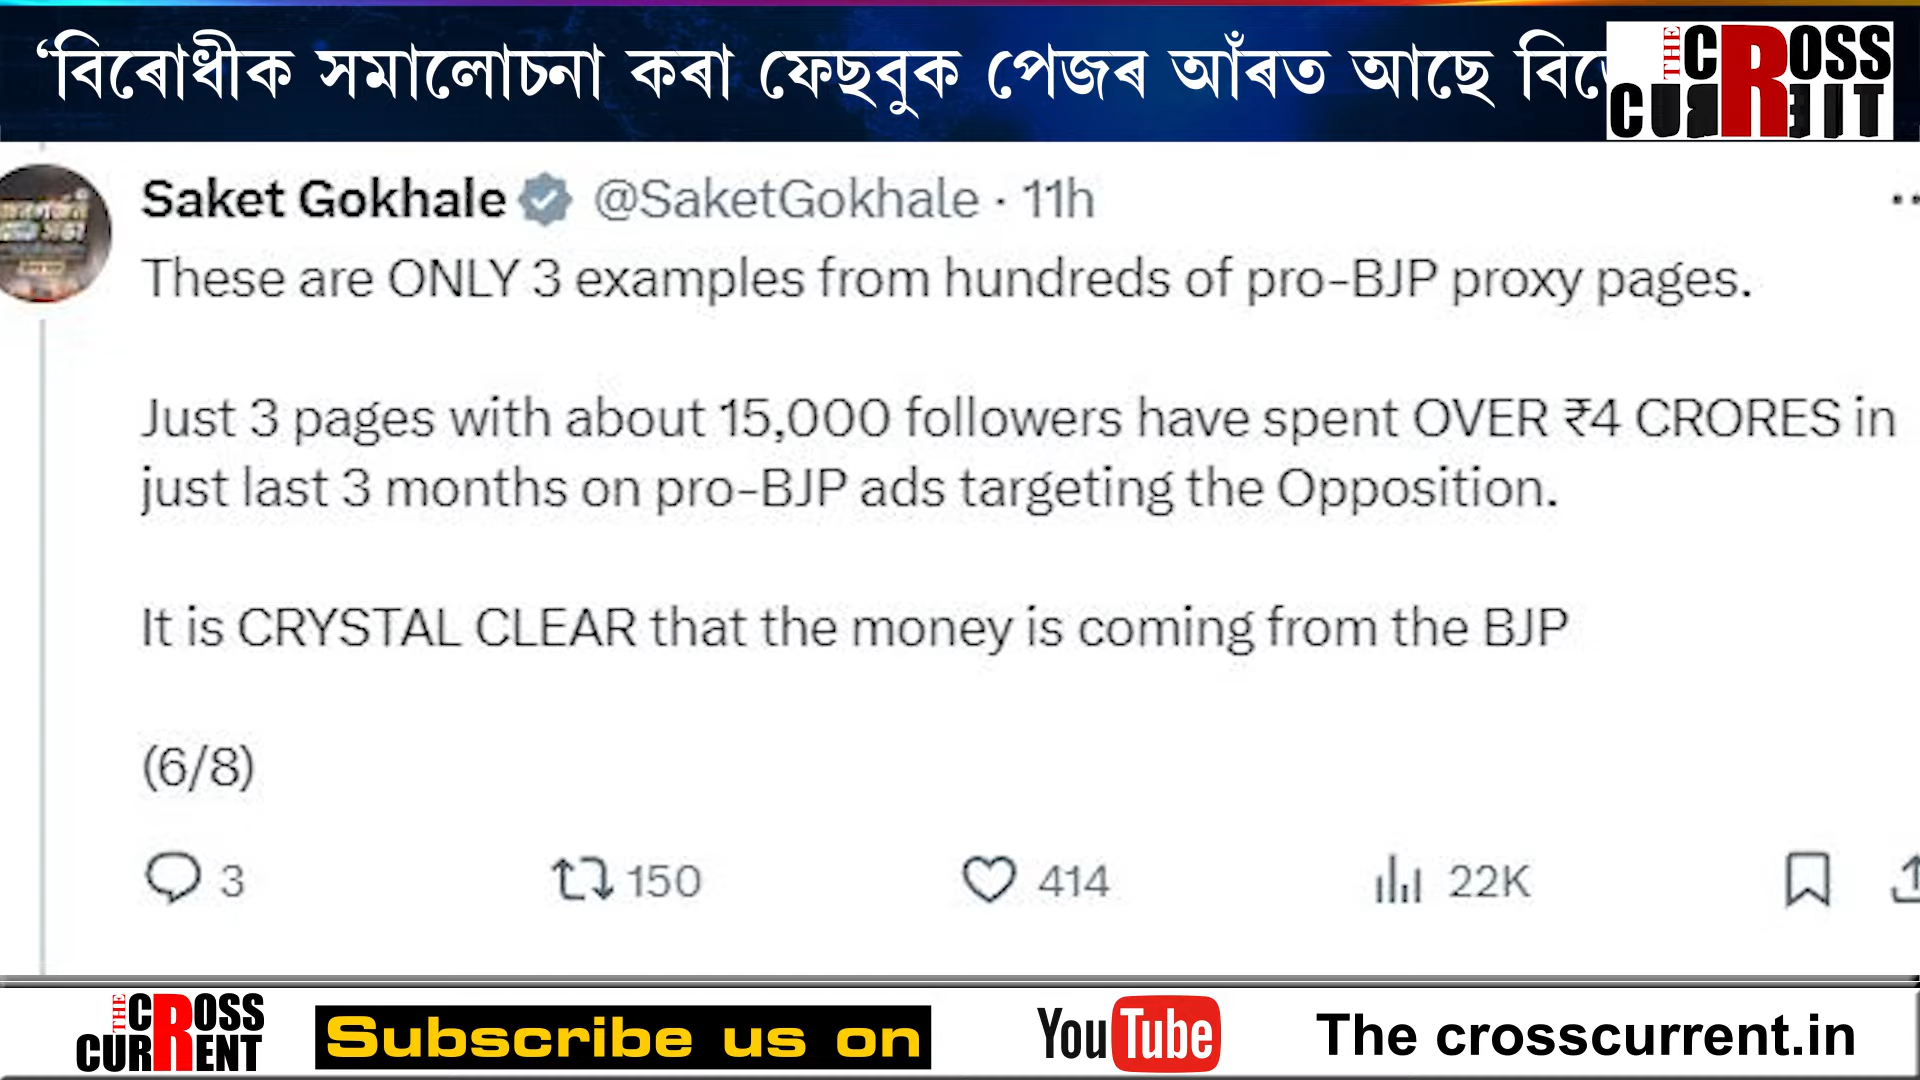 ‘বিৰোধীক সমালোচনা কৰা ফেছবুক পেজৰ আঁৰত আছে
THE CROSS
CURRENT
Saket Gokhale @SaketGokhale · 11h
These are ONLY 3 examples from hundreds of pro-BJP proxy pages.
Just 3 pages with about 15,000 followers have spent OVER ₹4 CRORES in
just last 3 months on pro-BJP ads targeting the Opposition.
It is CRYSTAL CLEAR that the money is coming from the BJP
(6/8)
3 150 414 22K
THE CROSS
CURRENT
Subscribe us on
YouTube
The crosscurrent.in